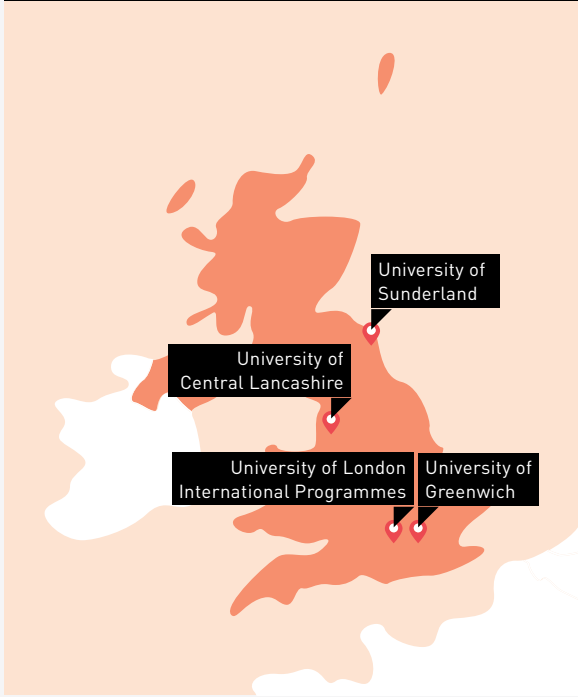 University of
Sunderland
University of
Central Lancashire
University of London
International Programmes
University of
Greenwich